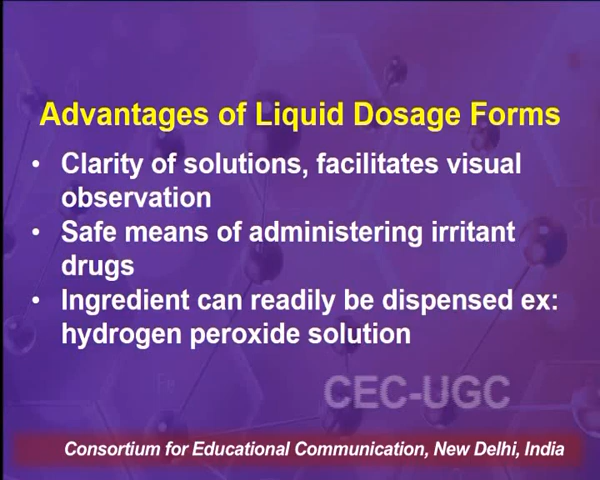 Advantages of Liquid Dosage Forms
• Clarity of solutions, facilitates visual
observation
• Safe means of administering irritant
drugs
• Ingredient can readily be dispensed ex:
hydrogen peroxide solution
CEC-UGC
Consortium for Educational Communication, New Delhi, India